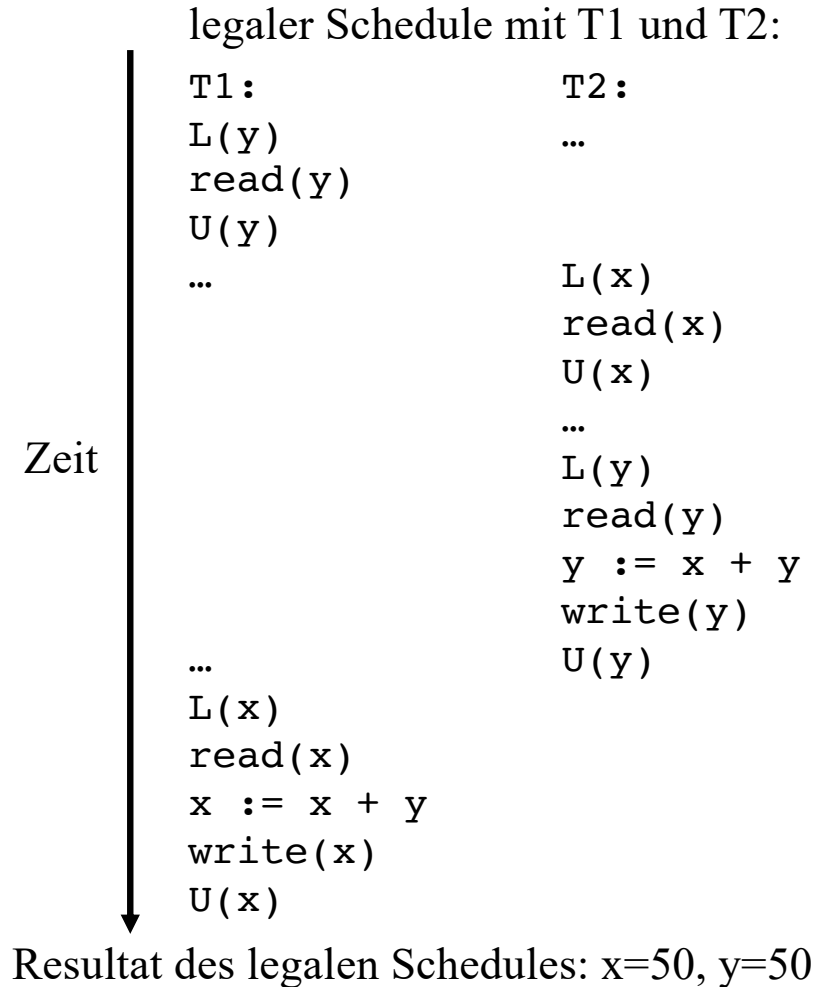 legaler Schedule mit T1 und T2:
T1: T2:
L(y) …
read(y)
U(y)
… L(x)
read(x)
U(x)
…
Zeit L(y)
read(y)
y := x + y
write(y)
… U(y)
L(x)
read(x)
x := x + y
write(x)
U(x)
Resultat des legalen Schedules: x=50, y=50